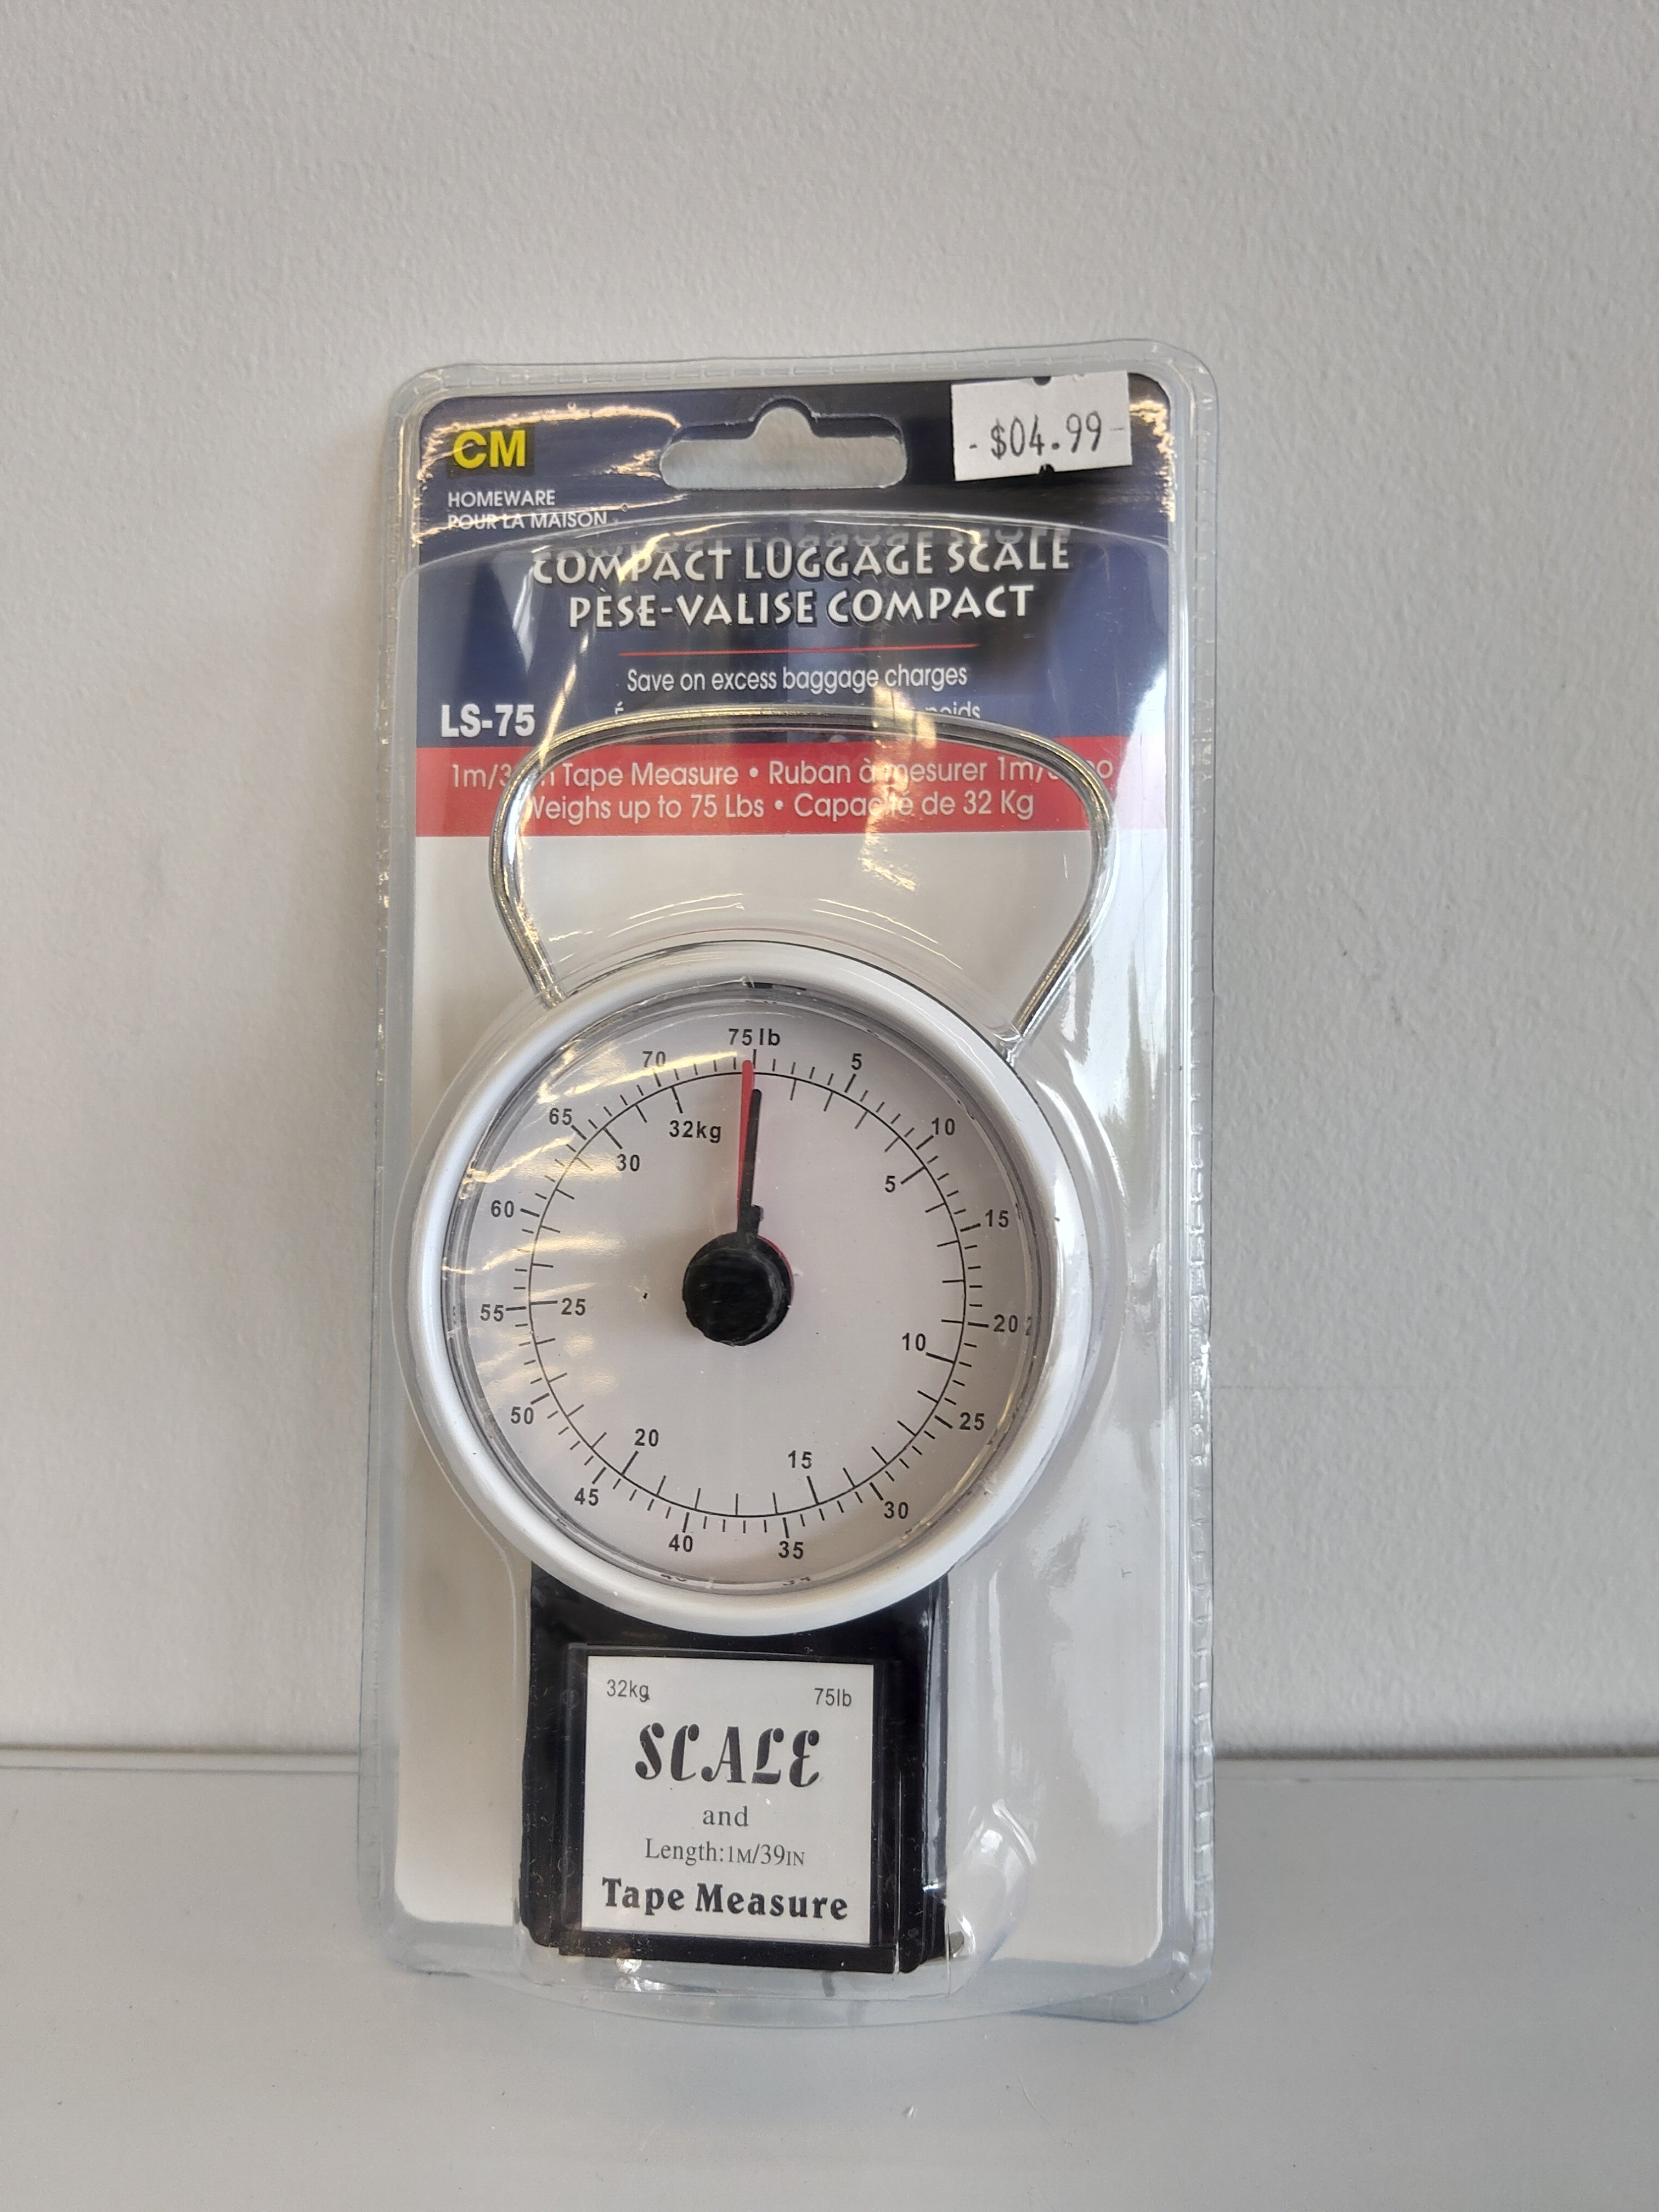 CM
- $04.99 -
HOMEWARE
POUR LA MAISON
COMPACT LUGGAGE SCALE
PÈSE-VALISE COMPACT
Save on excess baggage charges
poids
LS-75
Tape Measure • Ruban à mesurer
Weighs up to 75 Lbs • Capacité de 32 Kg
75lb
70 5
65 10
32kg
30 5
60 15
55 25 20
10
50 25
20 15
45 30
40 35
32kg 75lb
SCALE
and
Length:1M/39IN
Tape Measure